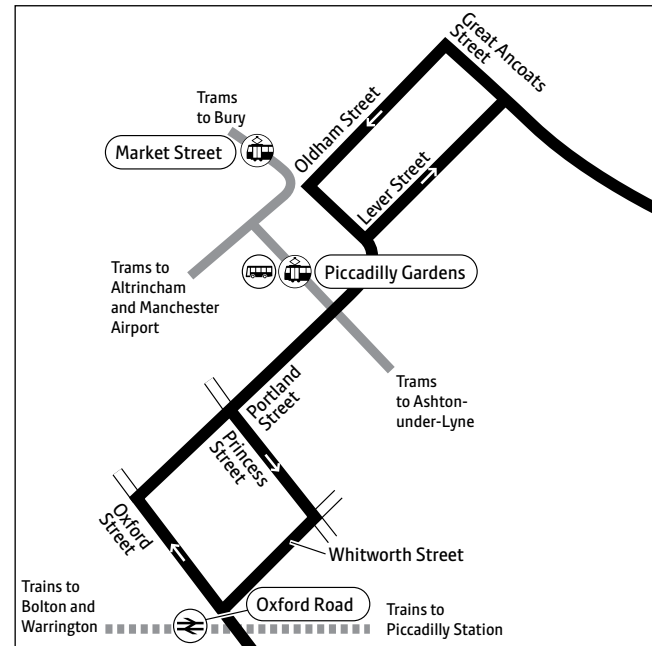 Great Ancoats
Street
Oldham Street
Lever Street
Trams
to Bury
Market Street
Trams to
Altrincham
and Manchester
Airport
Piccadilly Gardens
Trams
to Ashton-
under-Lyne
Portland
Street
Princess
Street
Oxford
Street
Whitworth Street
Trains to
Bolton and
Warrington
Oxford Road
Trains to
Piccadilly Station